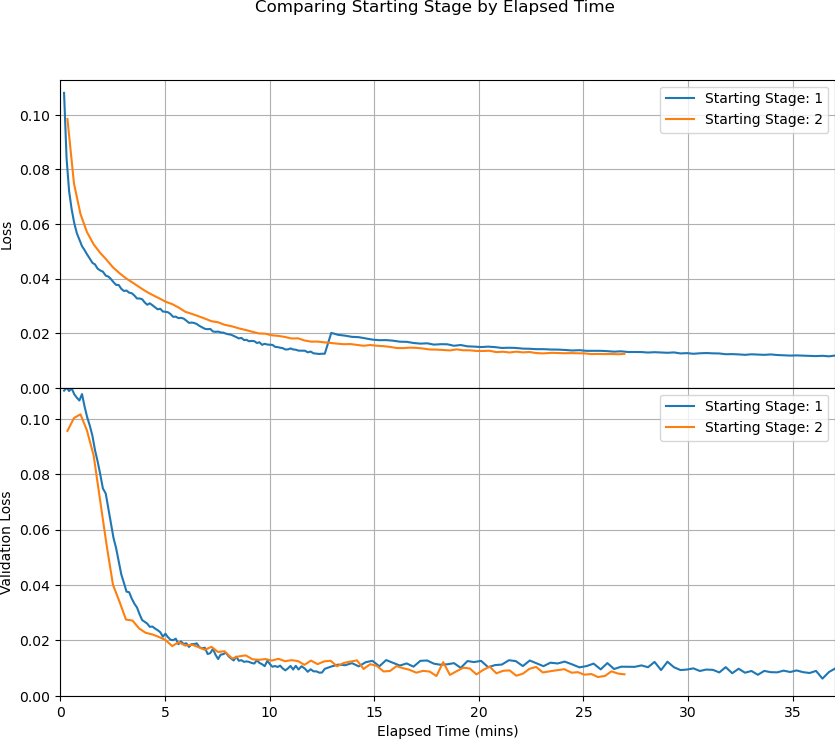 Comparing Starting Stage by Elapsed Time
Starting Stage: 1
Starting Stage: 2
0.10
0.08
0.06
0.04
0.02
0.00
Loss
Starting Stage: 1
Starting Stage: 2
0.10
0.08
0.06
0.04
0.02
0.00
Validation Loss
0 5 10 15 20 25 30 35
Elapsed Time (mins)